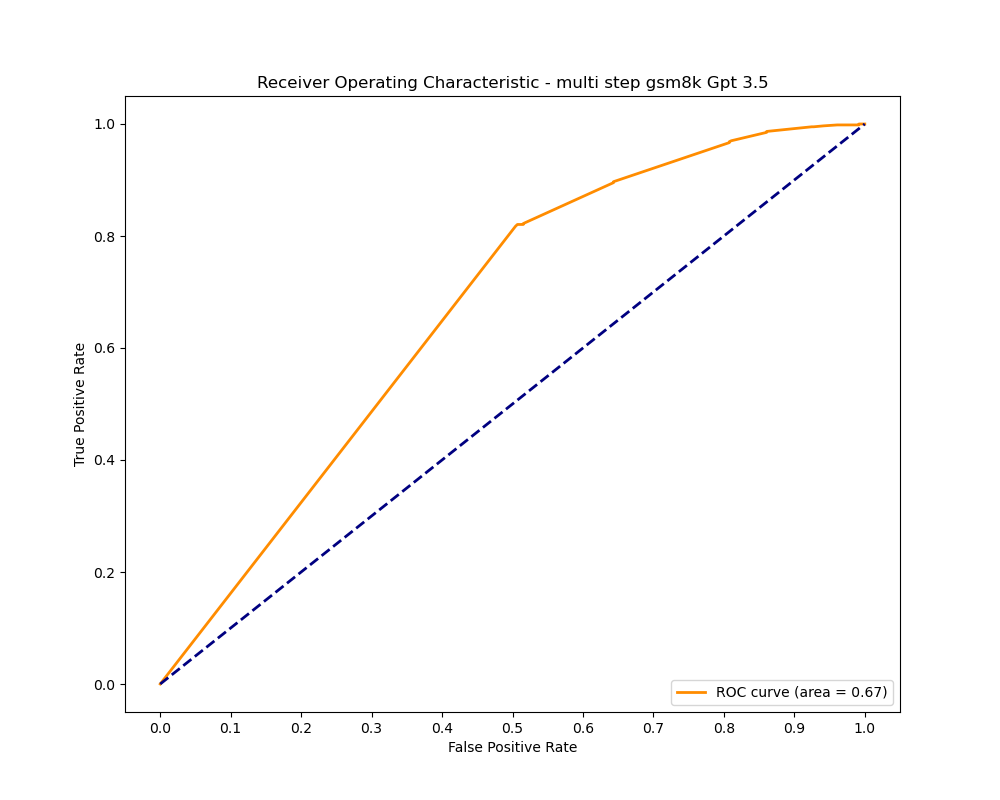 Receiver Operating Characteristic - multi step gsm8k Gpt 3.5
1.0
0.8
0.6
0.4
0.2
0.0
True Positive Rate
ROC curve (area = 0.67)
0.0 0.1 0.2 0.3 0.4 0.5 0.6 0.7 0.8 0.9 1.0
False Positive Rate